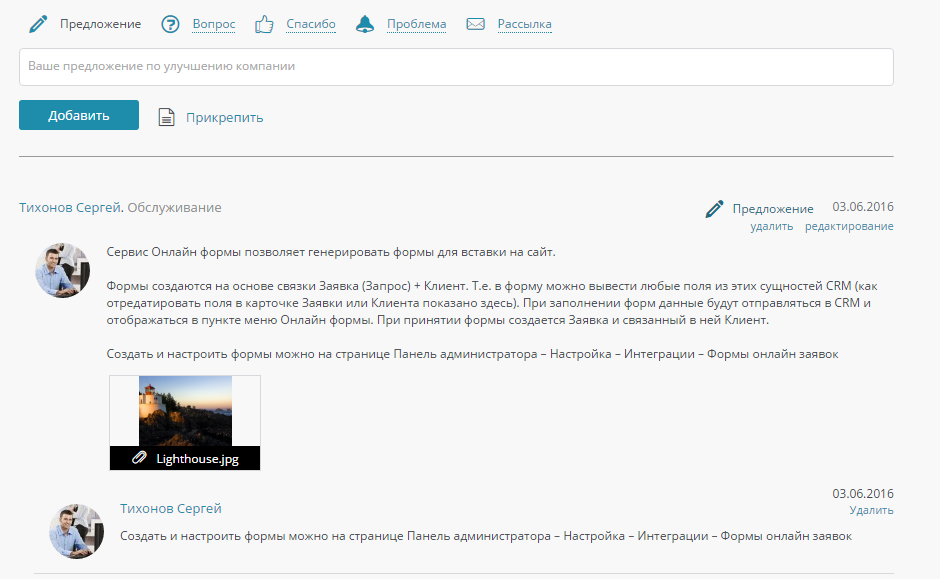 Предложение Вопрос Спасибо Проблема Рассылка
Ваше предложение по улучшению компании
Добавить Прикрепить
Тихонов Сергей. Обслуживание Предложение 03.06.2016
удалить редактирование
Сервис Онлайн формы позволяет генерировать формы для вставки на сайт.
Формы создаются на основе связки Заявка (Запрос) + Клиент. Т.е. в форму можно вывести любые поля из этих сущностей CRM (как
отредатировать поля в карточке Заявки или Клиента показано здесь). При заполнении форм данные будут отправляться в CRM и
отображаться в пункте меню Онлайн формы. При принятии формы создается Заявка и связанный в ней Клиент.
Создать и настроить формы можно на странице Панель администратора – Настройка – Интеграции – Формы онлайн заявок
Lighthouse.jpg
03.06.2016
Тихонов Сергей Удалить
Создать и настроить формы можно на странице Панель администратора – Настройка – Интеграции – Формы онлайн заявок